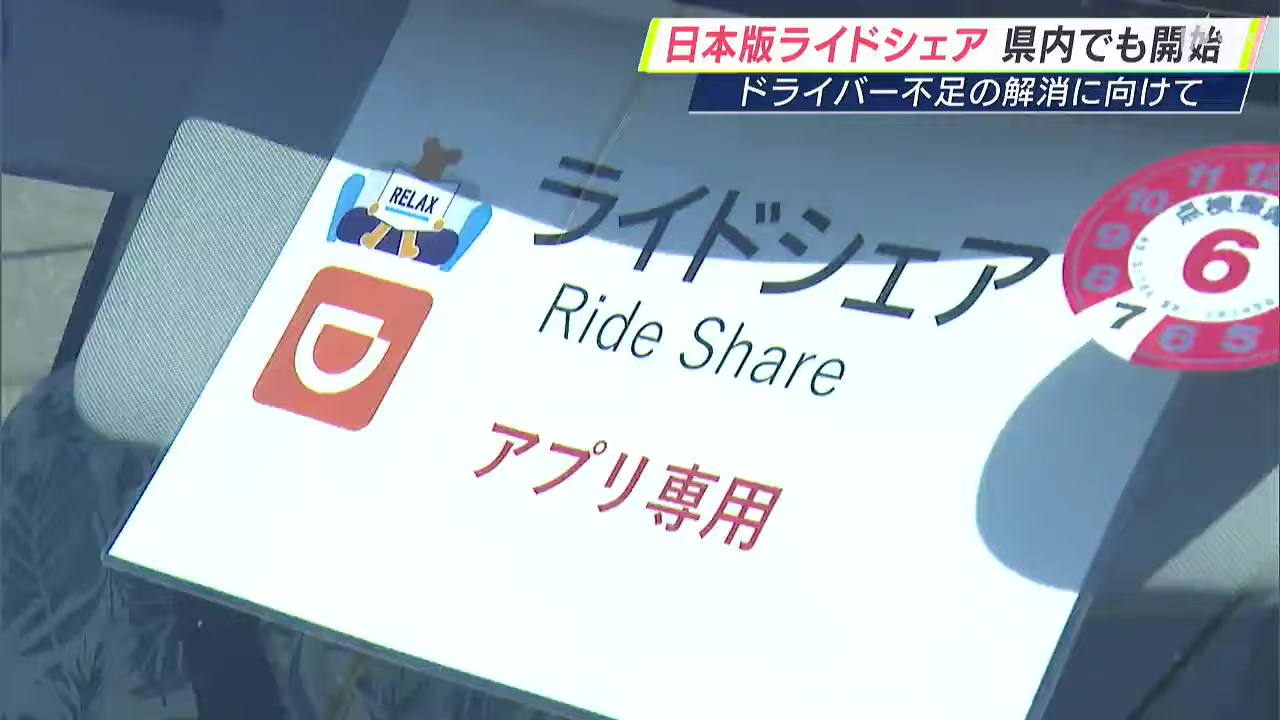 日本版ライドシェア 県内でも開始
ドライバー不足の解消に向けて
RELAX
ライドシェア
Ride Share
アプリ専用
点検整
6
10 11 12
9
8
7
6 5